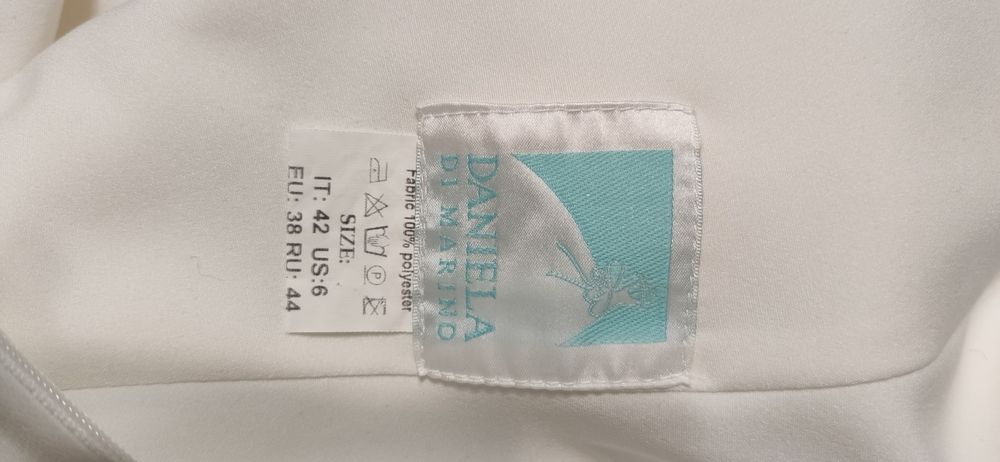 DANIELA
DI MARINO
Fabric 100% polyester
P
SIZE:
IT: 42 US:6
EU: 38 RU: 44